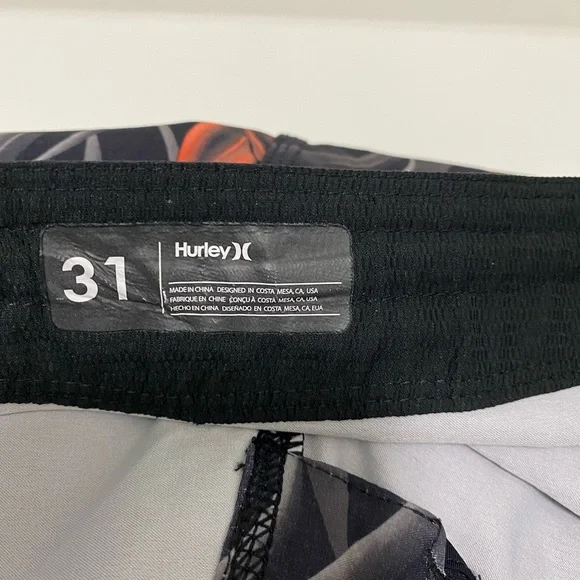 31
Hurley
MADE IN CHINA DESIGNED IN COSTA MESA, CA, USA
FABRIQUE EN CHINE CONÇU À COSTA MESA, CA, USA
HECHO EN CHINA DISEÑADO EN COSTA MESA, CA, EUA